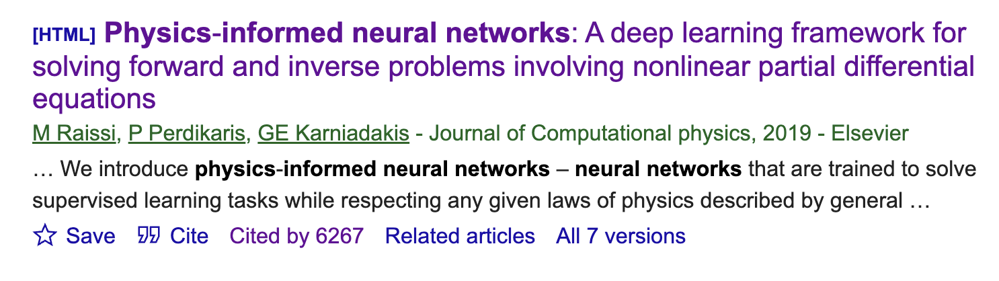 [HTML] Physics-informed neural networks: A deep learning framework for
solving forward and inverse problems involving nonlinear partial differential
equations
M Raissi, P Perdikaris, GE Karniadakis - Journal of Computational physics, 2019 - Elsevier
… We introduce physics-informed neural networks – neural networks that are trained to solve
supervised learning tasks while respecting any given laws of physics described by general …
Save Cite Cited by 6267 Related articles All 7 versions